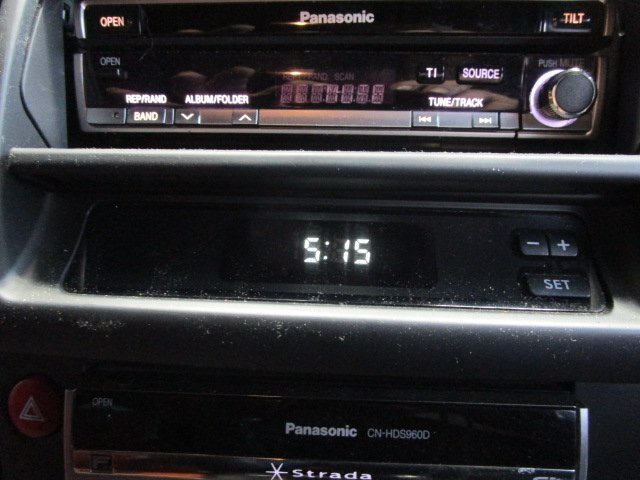 OPEN Panasonic TILT
OPEN PUSH MUTE
SCAN TI SOURCE
REP/RAND ALBUM/FOLDER TUNE/TRACK
BAND
5:15
SET
OPEN
Panasonic CN-HDS960D
Strada